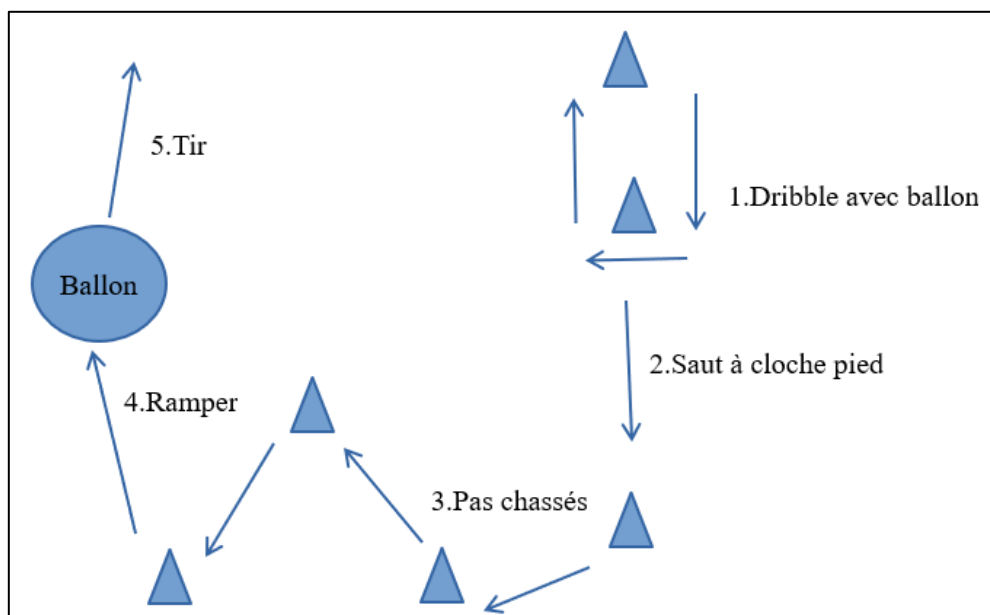 5.Tir
1.Dribble avec ballon
Ballon
2.Saut à cloche pied
4.Ramper
3.Pas chassés